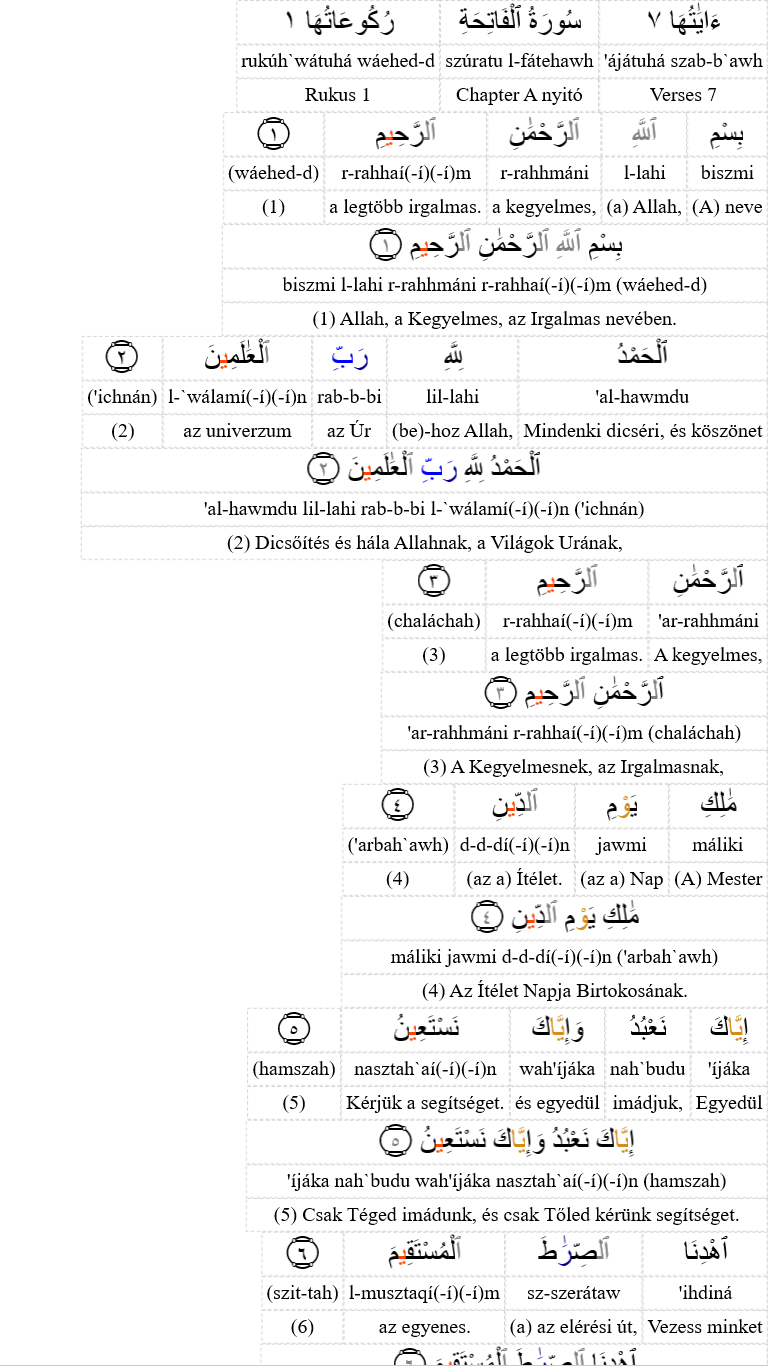 ءَايَٰتُهَا ٧ سُورَةُ ٱلْفَاتِحَةِ رُكُوعَاتُهَا ١
'ájátuhá szab-b`awh szúratu l-fátehawh rukúh`wátuhá wáehed-d
Verses 7 Chapter A nyitó Rukus 1
بِسْمِ ٱللَّهِ ٱلرَّحْمَٰنِ ٱلرَّحِيمِ ١
biszmi l-lahi r-rahhmáni r-rahhaí(-í)(-í)m (wáehed-d)
(A) neve (a) Allah, a kegyelmes, a legtöbb irgalmas. (1)
بِسْمِ ٱللَّهِ ٱلرَّحْمَٰنِ ٱلرَّحِيمِ ١
biszmi l-lahi r-rahhmáni r-rahhaí(-í)(-í)m (wáehed-d)
(1) Allah, a Kegyelmes, az Irgalmas nevében.
ٱلْحَمْدُ لِلَّهِ رَبِّ ٱلْعَٰلَمِينَ ٢
'al-hawmdu lil-lahi rab-b-bi l-`wálamí(-í)(-í)n ('ichnán)
Mindenki dicséri, és köszönet (be)-hoz Allah, az Úr az univerzum (2)
ٱلْحَمْدُ لِلَّهِ رَبِّ ٱلْعَٰلَمِينَ ٢
'al-hawmdu lil-lahi rab-b-bi l-`wálamí(-í)(-í)n ('ichnán)
(2) Dicsőítés és hála Allahnak, a Világok Urának,
ٱلرَّحْمَٰنِ ٱلرَّحِيمِ ٣
'ar-rahhmáni r-rahhaí(-í)(-í)m (chaláchah)
A kegyelmes, a legtöbb irgalmas. (3)
ٱلرَّحْمَٰنِ ٱلرَّحِيمِ ٣
'ar-rahhmáni r-rahhaí(-í)(-í)m (chaláchah)
(3) A Kegyelmesnek, az Irgalmasnak,
مَٰلِكِ يَوْمِ ٱلدِّينِ ٤
máliki jawmi d-d-dí(-í)(-í)n ('arbah`awh)
(A) Mester (az a) Nap (az a) Ítélet. (4)
مَٰلِكِ يَوْمِ ٱلدِّينِ ٤
máliki jawmi d-d-dí(-í)(-í)n ('arbah`awh)
(4) Az Ítélet Napja Birtokosának.
إِيَّاكَ نَعْبُدُ وَإِيَّاكَ نَسْتَعِينُ ٥
'íjáka nah`budu wah'íjáka nasztah`aí(-í)(-í)n (hamszah)
Egyedül imádjuk, és egyedül Kérjük a segítséget. (5)
إِيَّاكَ نَعْبُدُ وَإِيَّاكَ نَسْتَعِينُ ٥
'íjáka nah`budu wah'íjáka nasztah`aí(-í)(-í)n (hamszah)
(5) Csak Téged imádunk, és csak Tőled kérünk segítséget.
ٱهْدِنَا ٱلصِّرَٰطَ ٱلْمُسْتَقِيمَ ٦
'ihdiná sz-szerátaw l-musztaqí(-í)(-í)m (szit-tah)
Vezess minket (a) az elérési út, az egyenes. (6)